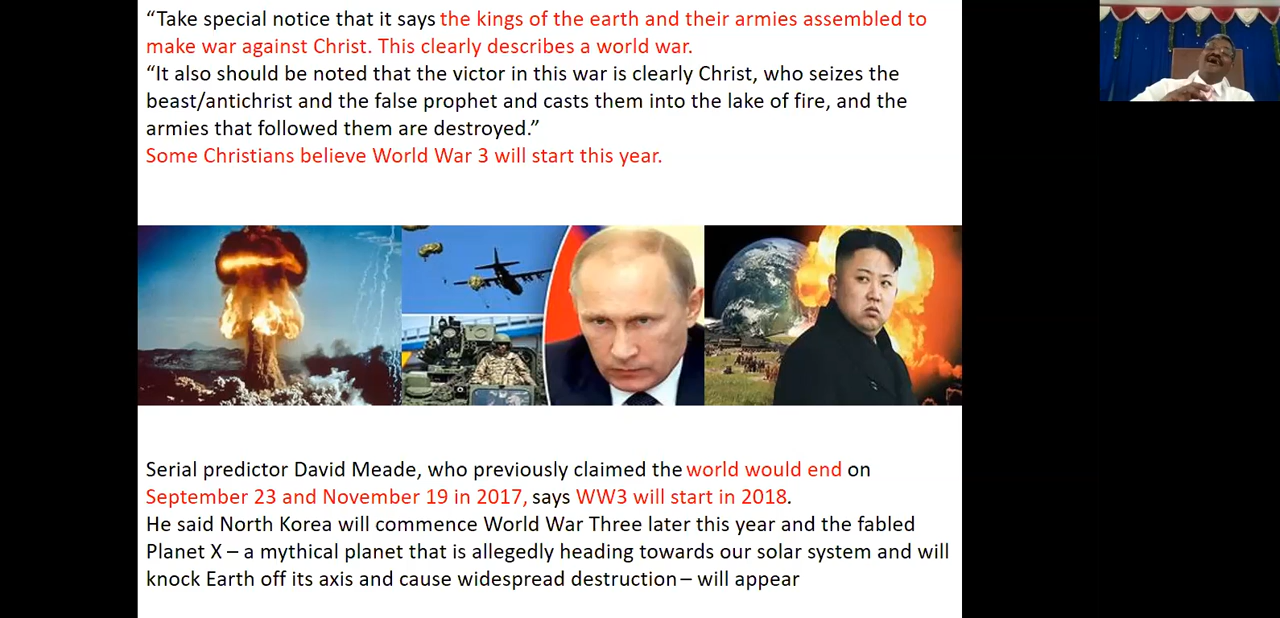 “Take special notice that it says the kings of the earth and their armies assembled to
make war against Christ. This clearly describes a world war.
“It also should be noted that the victor in this war is clearly Christ, who seizes the
beast/antichrist and the false prophet and casts them into the lake of fire, and the
armies that followed them are destroyed.”
Some Christians believe World War 3 will start this year.
Serial predictor David Meade, who previously claimed the world would end on
September 23 and November 19 in 2017, says WW3 will start in 2018.
He said North Korea will commence World War Three later this year and the fabled
Planet X – a mythical planet that is allegedly heading towards our solar system and will
knock Earth off its axis and cause widespread destruction – will appear